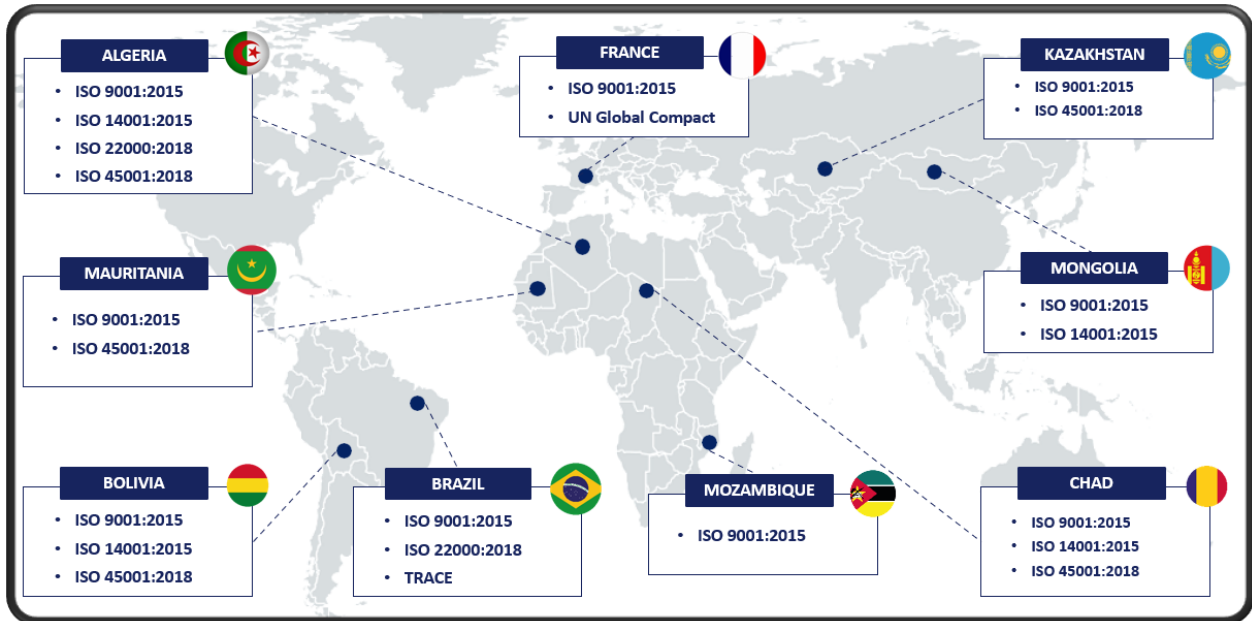 ALGERIA
• ISO 9001:2015
• ISO 14001:2015
• ISO 22000:2018
• ISO 45001:2018
FRANCE
• ISO 9001:2015
• UN Global Compact
KAZAKHSTAN
• ISO 9001:2015
• ISO 45001:2018
MAURITANIA
• ISO 9001:2015
• ISO 45001:2018
MONGOLIA
• ISO 9001:2015
• ISO 14001:2015
BOLIVIA
• ISO 9001:2015
• ISO 14001:2015
• ISO 45001:2018
BRAZIL
• ISO 9001:2015
• ISO 22000:2018
• TRACE
MOZAMBIQUE
• ISO 9001:2015
CHAD
• ISO 9001:2015
• ISO 14001:2015
• ISO 45001:2018